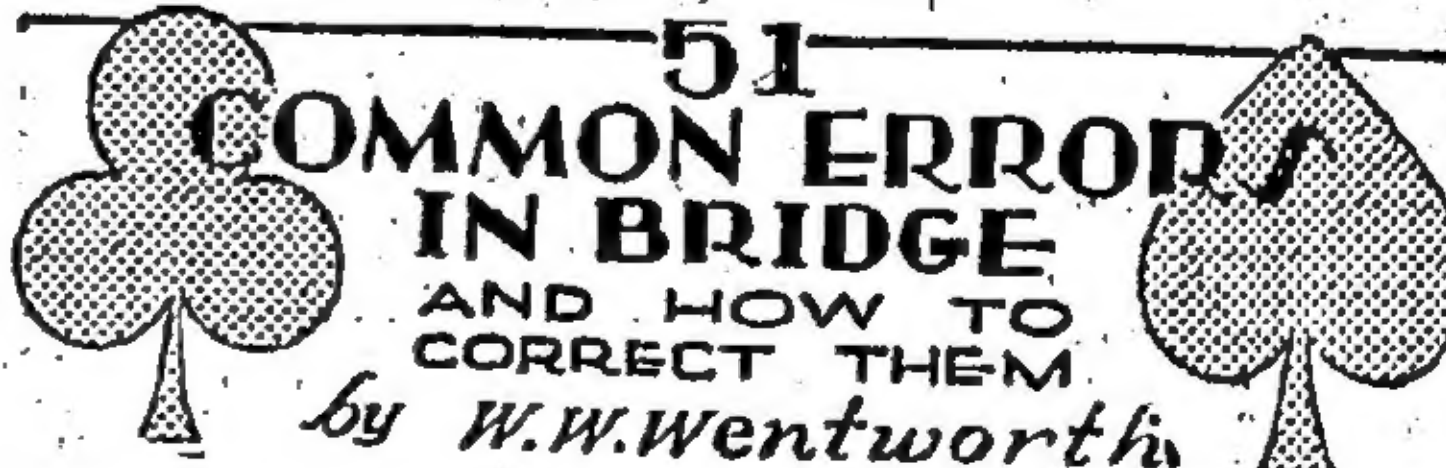 51
COMMON ERRORS
IN BRIDGE
AND HOW TO
CORRECT THEM
by W.W.Wentworth